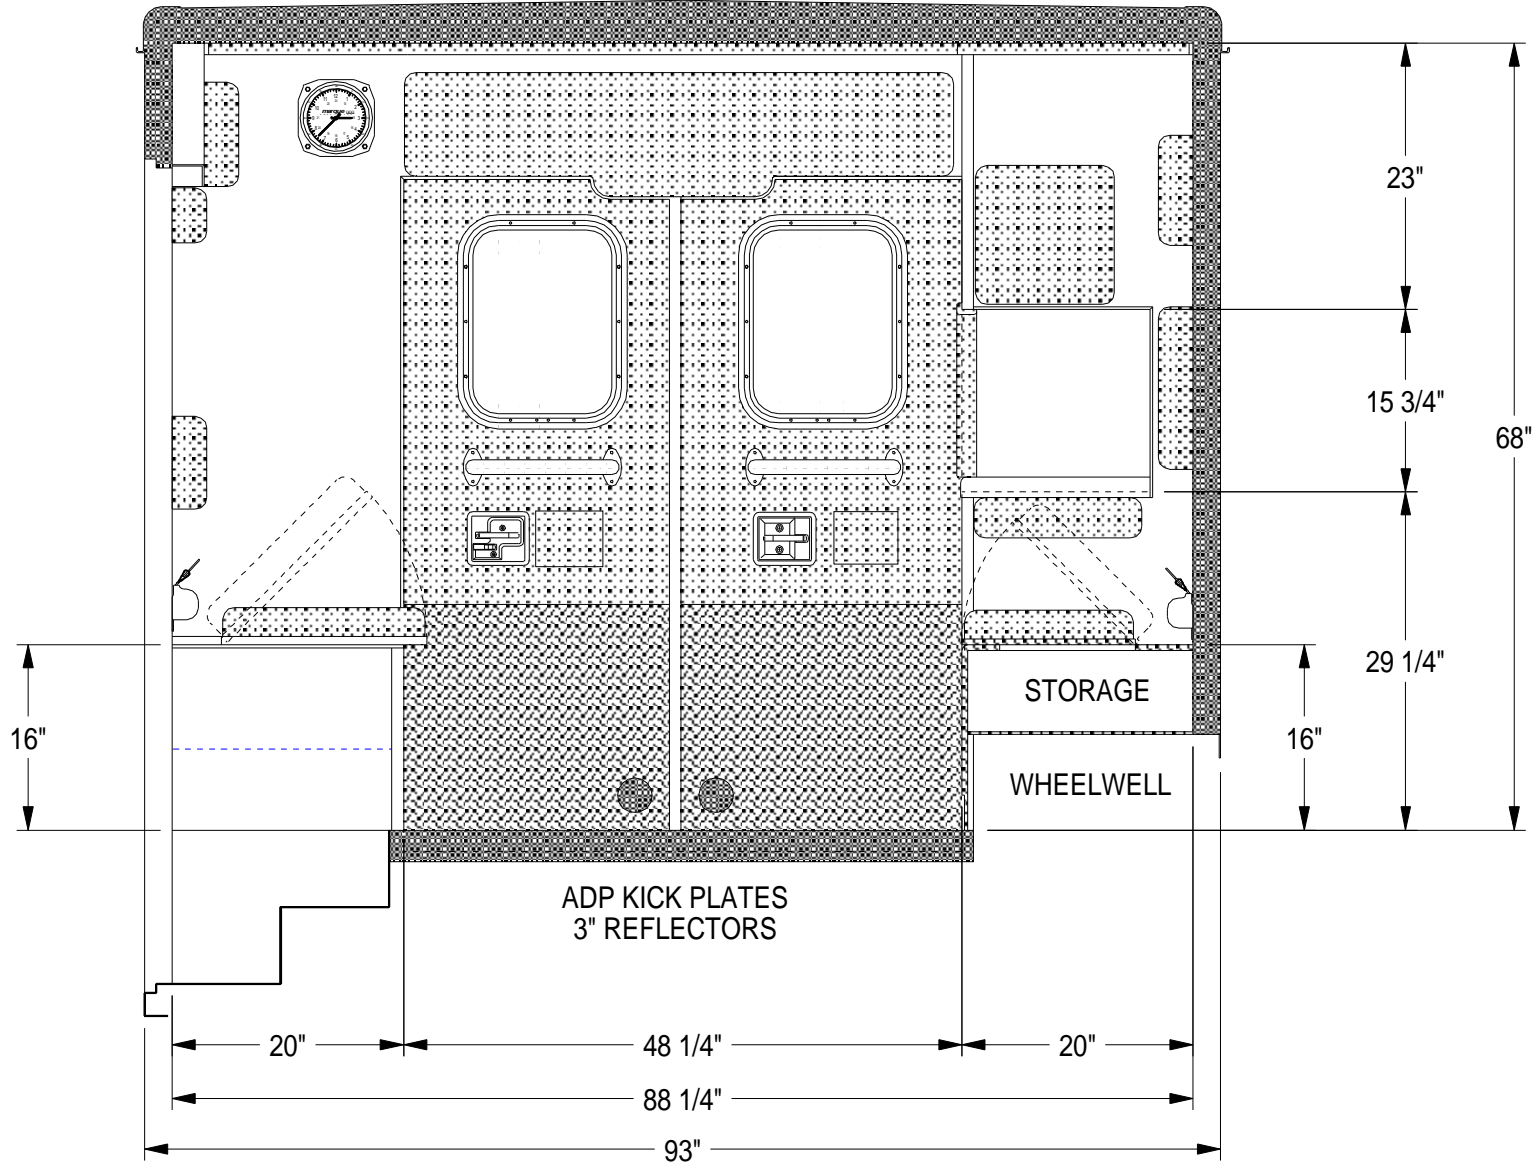 23"
15 3/4"
68"
29 1/4"
STORAGE
16"
16"
WHEELWELL
ADP KICK PLATES
3" REFLECTORS
20"
48 1/4"
20"
88 1/4"
93"